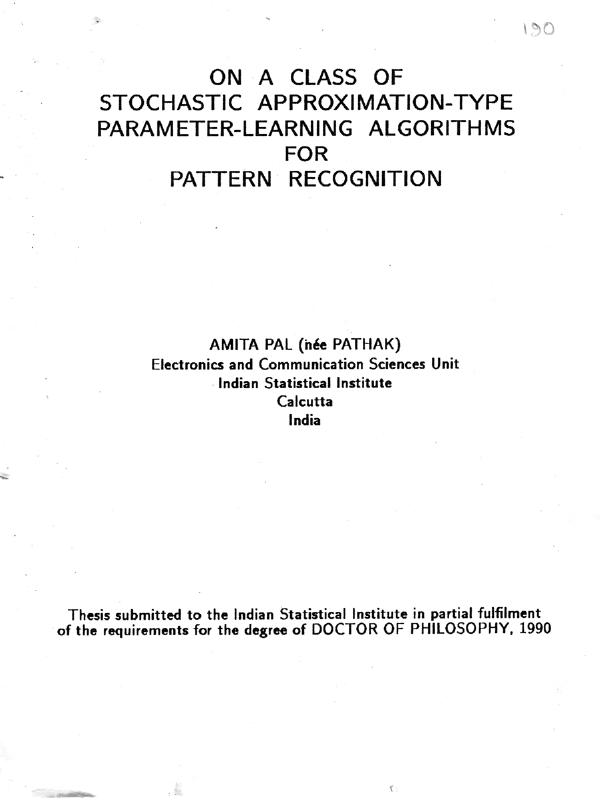 190
ON A CLASS OF
STOCHASTIC APPROXIMATION-TYPE
PARAMETER-LEARNING ALGORITHMS
FOR
PATTERN RECOGNITION
AMITA PAL (née PATHAK)
Electronics and Communication Sciences Unit
Indian Statistical Institute
Calcutta
India
Thesis submitted to the Indian Statistical Institute in partial fulfilment
of the requirements for the degree of DOCTOR OF PHILOSOPHY, 1990